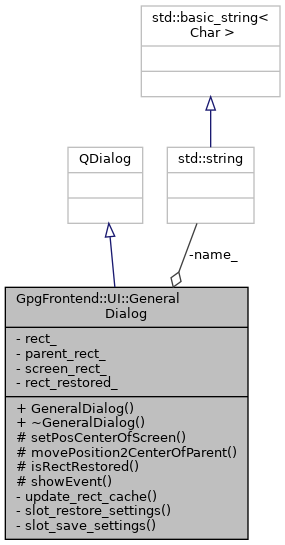 std::basic_string<
Char >
QDialog
std::string
-name_
GpgFrontend::UI::General
Dialog
- rect_
- parent_rect_
- screen_rect_
- rect_restored_
+ GeneralDialog()
+ ~GeneralDialog()
# setPosCenterOfScreen()
# movePosition2CenterOfParent()
# isRectRestored()
# showEvent()
- update_rect_cache()
- slot_restore_settings()
- slot_save_settings()